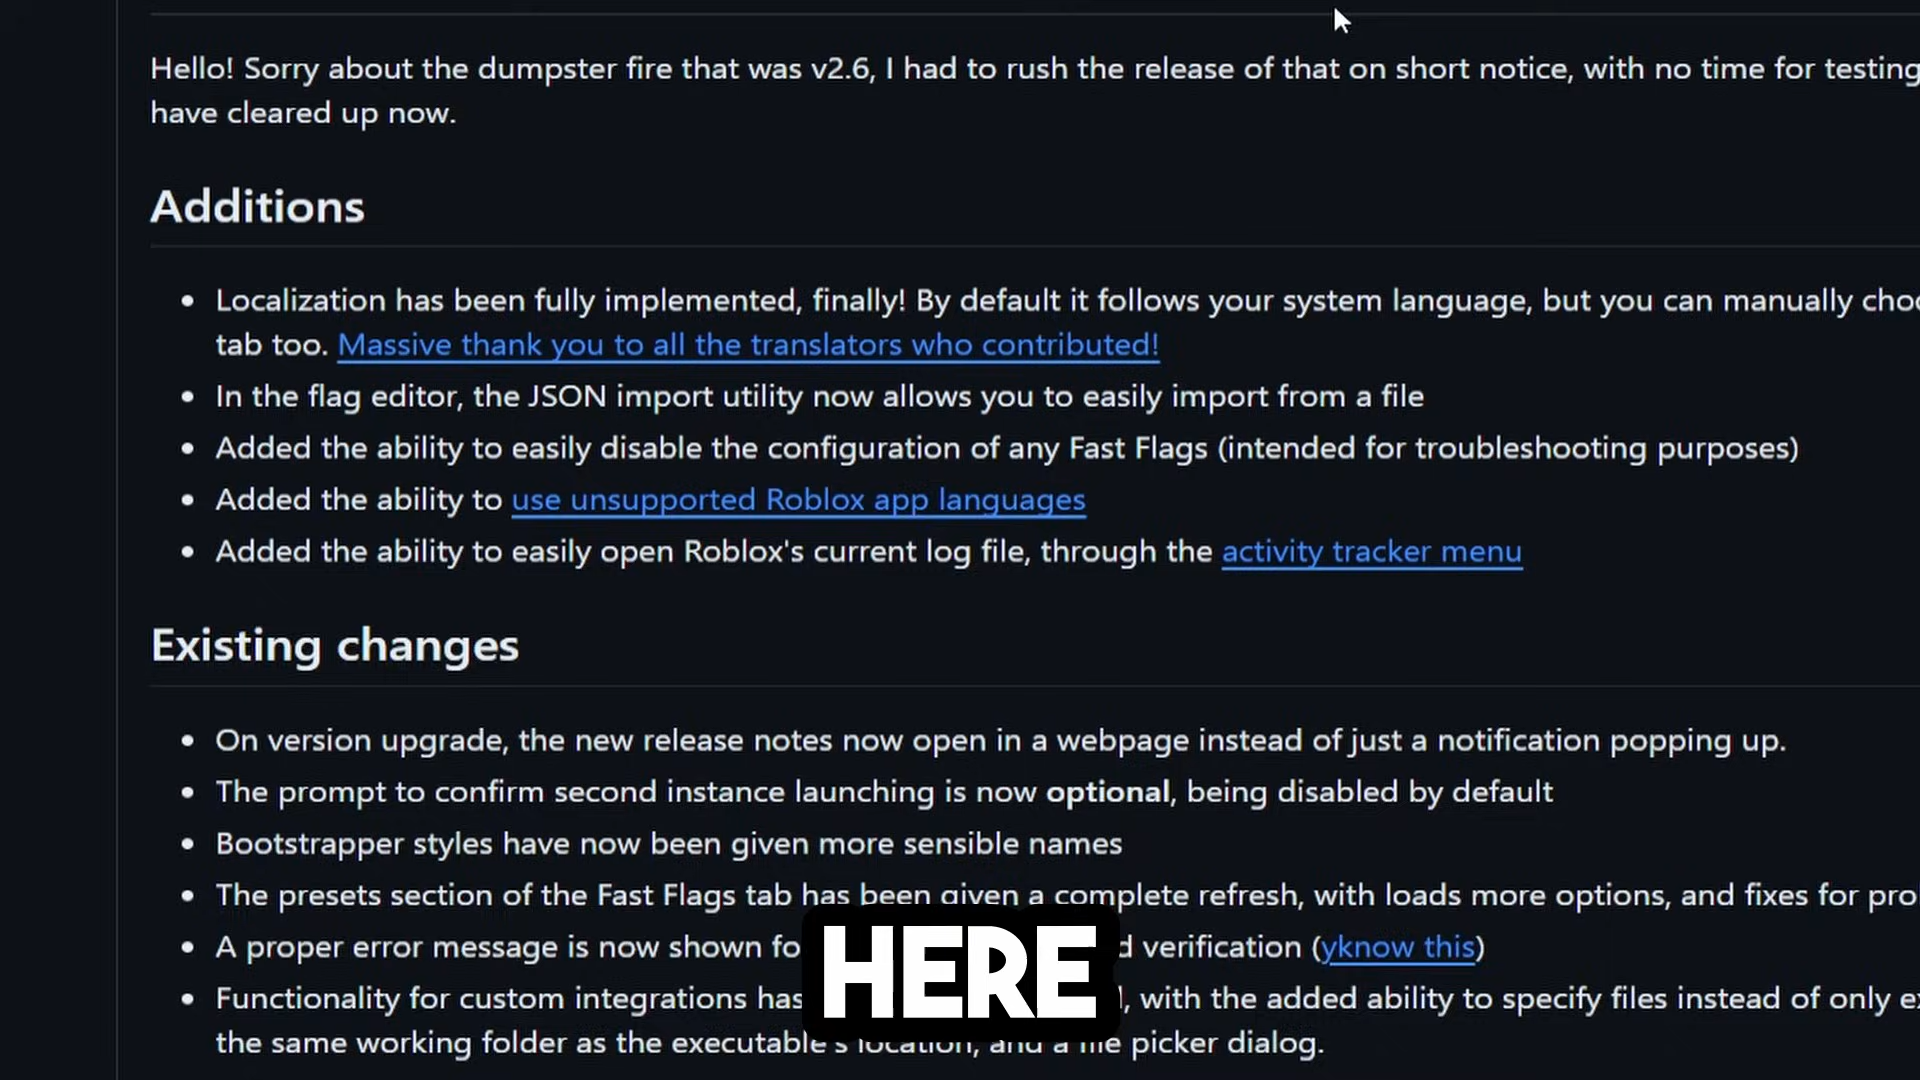 Hello! Sorry about the dumpster fire that was v2.6, I had to rush the release of that on short notice, with no time for testing
have cleared up now.
Additions
• Localization has been fully implemented, finally! By default it follows your system language, but you can manually
tab too. Massive thank you to all the translators who contributed!
• In the flag editor, the JSON import utility now allows you to easily import from a file
• Added the ability to easily disable the configuration of any Fast Flags (intended for troubleshooting purposes)
• Added the ability to use unsupported Roblox app languages
• Added the ability to easily open Roblox's current log file, through the activity tracker menu
Existing changes
• On version upgrade, the new release notes now open in a webpage instead of just a notification popping up.
• The prompt to confirm second instance launching is now optional, being disabled by default
• Bootstrapper styles have now been given more sensible names
• The presets section of the Fast Flags tab has been given a complete refresh, with loads more options, and fixes for
• A proper error message is now shown verification (yknow this)
• Functionality for custom integrations has , with the added ability to specify files instead of only
the same working folder as the executable's location, and a file picker dialog.
HERE